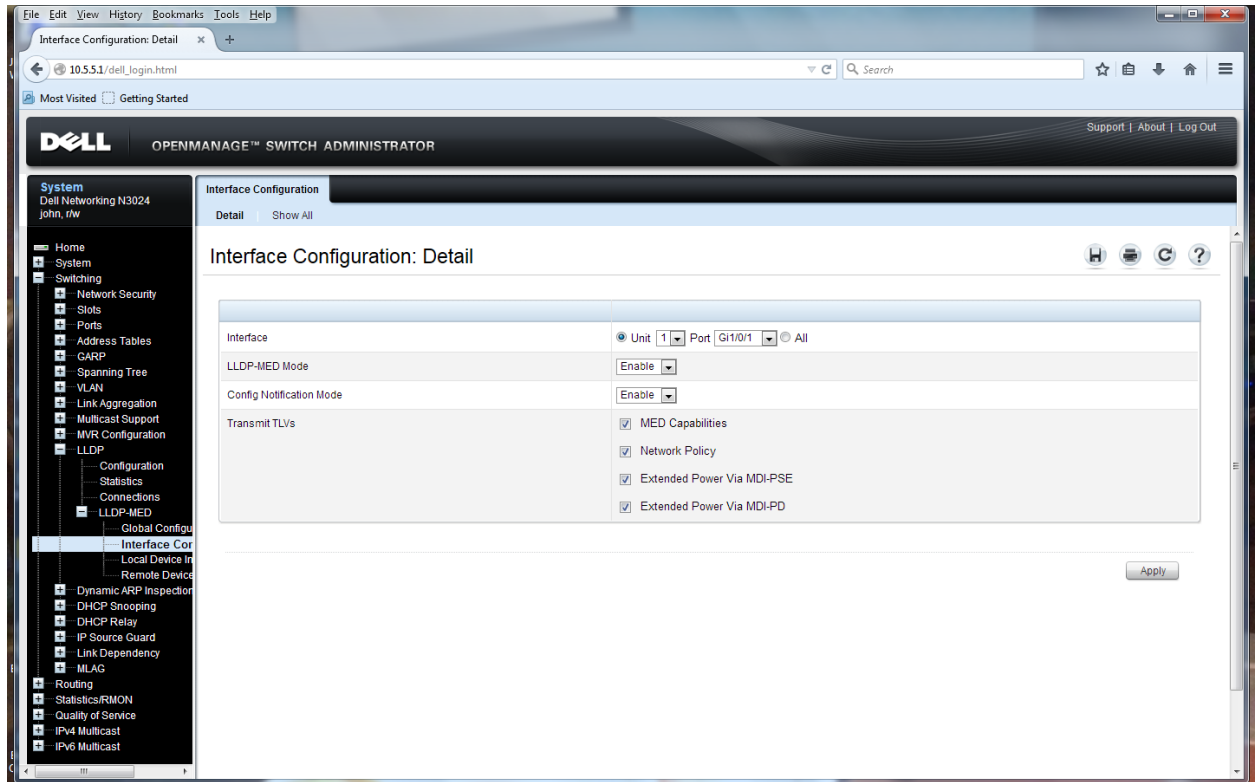 File Edit View History Bookmarks Tools Help
Interface Configuration: Detail × +
10.5.5.1/dell_login.html Search
Most Visited Getting Started
DELL OPENMANAGE™ SWITCH ADMINISTRATOR
Support | About | Log Out
System
Dell Networking N3024
john, r/w
Interface Configuration
Detail Show All
Home
System
Switching
Network Security
Slots
Ports
Address Tables
GARP
Spanning Tree
VLAN
Link Aggregation
Multicast Support
MVR Configuration
LLDP
Configuration
Statistics
Connections
LLDP-MED
Global Configu
Interface Cor
Local Device In
Remote Device
Dynamic ARP Inspection
DHCP Snooping
DHCP Relay
IP Source Guard
Link Dependency
MLAG
Routing
Statistics/RMON
Quality of Service
IPv4 Multicast
IPv6 Multicast
Interface Configuration: Detail
Interface Unit 1 Port Gi1/0/1 All
LLDP-MED Mode Enable
Config Notification Mode Enable
Transmit TLVs MED Capabilities
Network Policy
Extended Power Via MDI-PSE
Extended Power Via MDI-PD
Apply